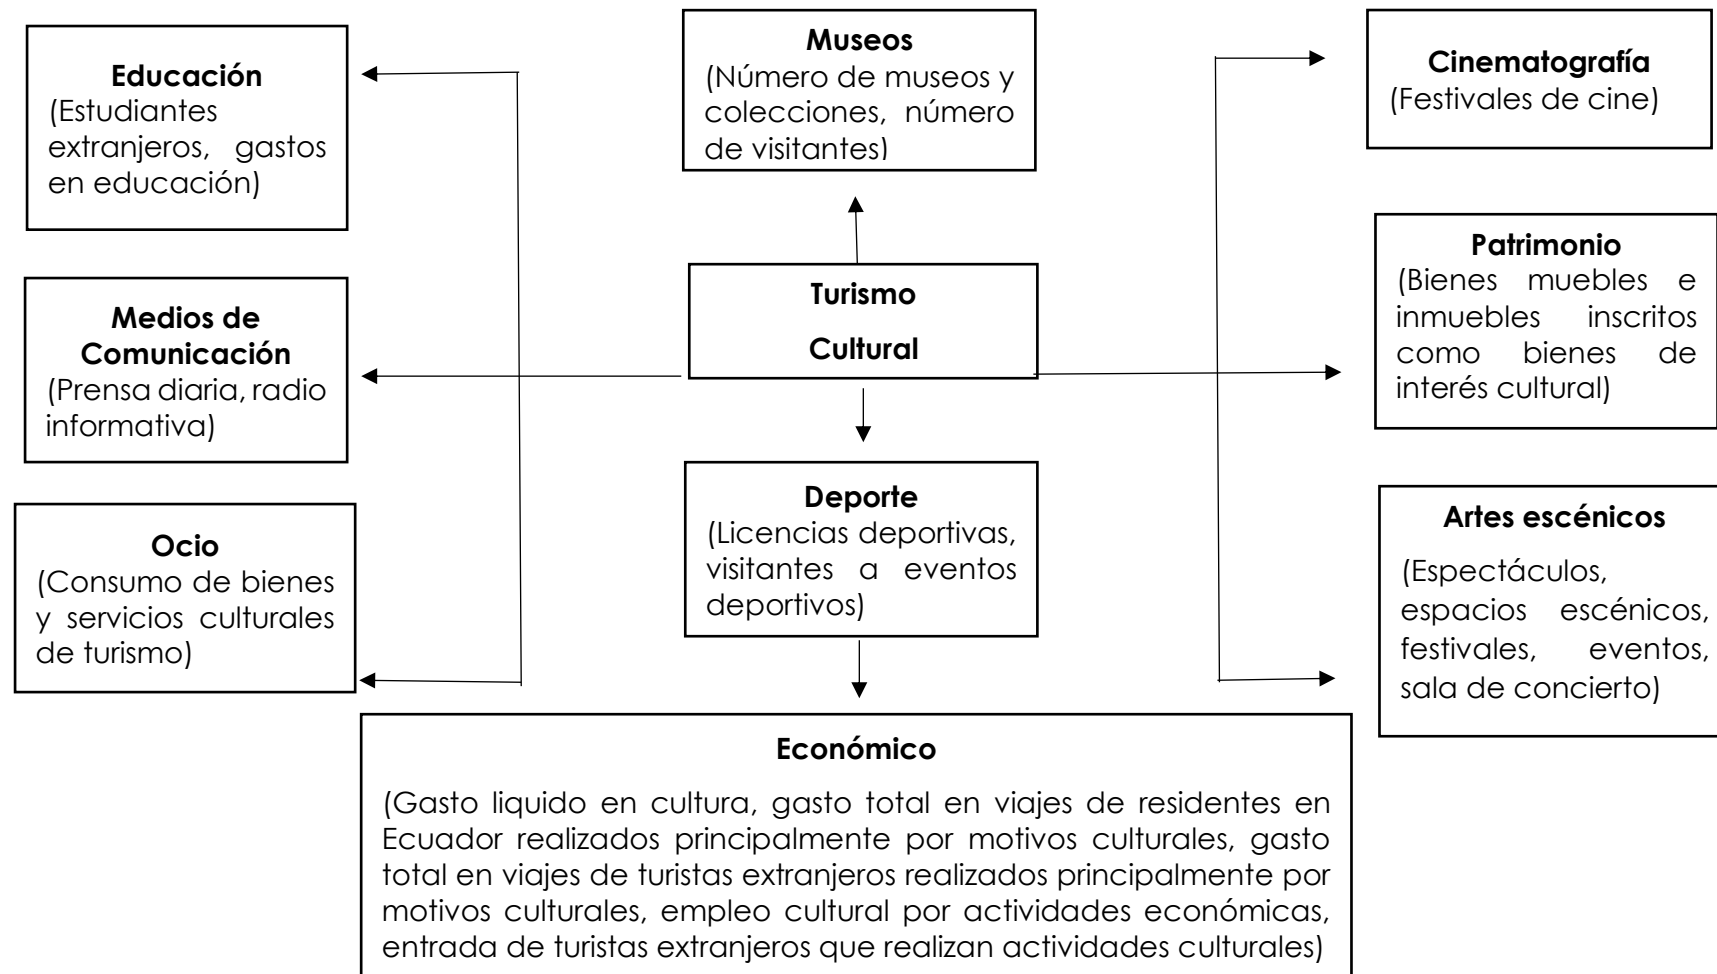 Educación
(Estudiantes
extranjeros, gastos
en educación)
Museos
(Número de museos y
colecciones, número
de visitantes)
Cinematografía
(Festivales de cine)
Medios de
Comunicación
(Prensa diaria, radio
informativa)
Turismo
Cultural
Patrimonio
(Bienes muebles e
inmuebles inscritos
como bienes de
interés cultural)
Ocio
(Consumo de bienes
y servicios culturales
de turismo)
Deporte
(Licencias deportivas,
visitantes a eventos
deportivos)
Artes escénicos
(Espectáculos,
espacios escénicos,
festivales, eventos,
sala de concierto)
Económico
(Gasto liquido en cultura, gasto total en viajes de residentes en
Ecuador realizados principalmente por motivos culturales, gasto
total en viajes de turistas extranjeros realizados principalmente por
motivos culturales, empleo cultural por actividades económicas,
entrada de turistas extranjeros que realizan actividades culturales)